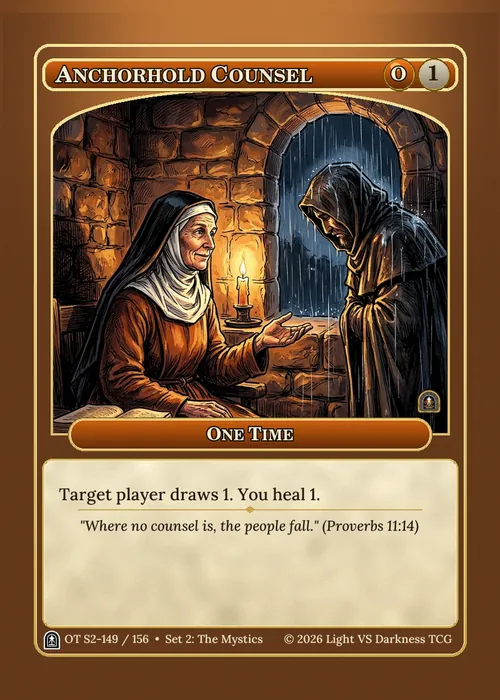 Anchorhold Counsel O 1
One Time
Target player draws 1. You heal 1.
"Where no counsel is, the people fall." (Proverbs 11:14)
OT S2-149 / 156 • Set 2: The Mystics © 2026 Light VS Darkness TCG